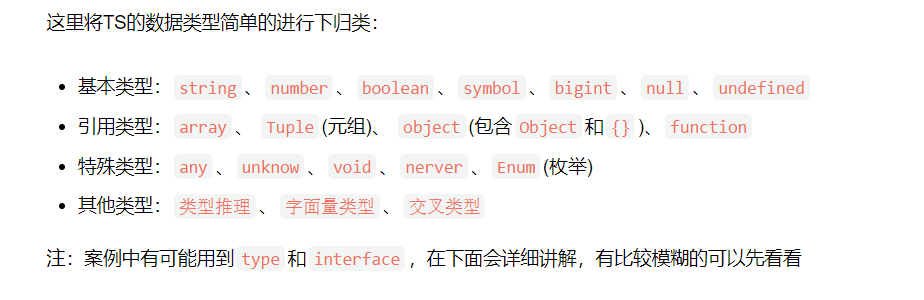 这里将TS的数据类型简单的进行下归类：
• 基本类型： string 、 number 、 boolean 、 symbol 、 bigint 、 null 、 undefined
• 引用类型： array 、 Tuple (元组)、 object (包含 Object 和 {} )、 function
• 特殊类型： any 、 unknow 、 void 、 nerver 、 Enum (枚举)
• 其他类型： 类型推理 、 字面量类型 、 交叉类型
注：案例中有可能用到 type 和 interface ，在下面会详细讲解，有比较模糊的可以先看看